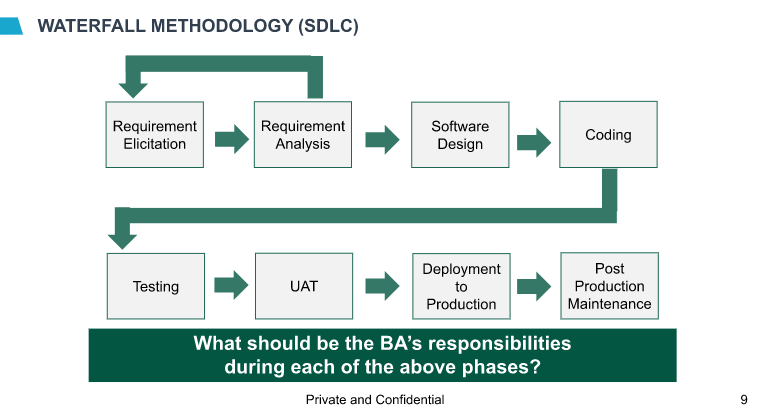 WATERFALL METHODOLOGY (SDLC)
Requirement
Elicitation
Requirement
Analysis
Software
Design
Coding
Testing
UAT
Deployment
to
Production
Post
Production
Maintenance
What should be the BA's responsibilities
during each of the above phases?
Private and Confidential
9